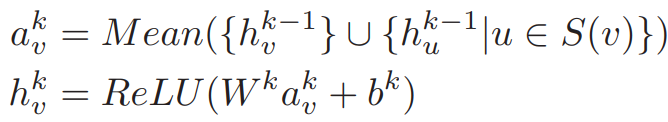 a_v^k = Mean({h_v^{k-1}} ∪ {h_u^{k-1}|u ∈ S(v)})
h_v^k = ReLU(W^k a_v^k + b^k)